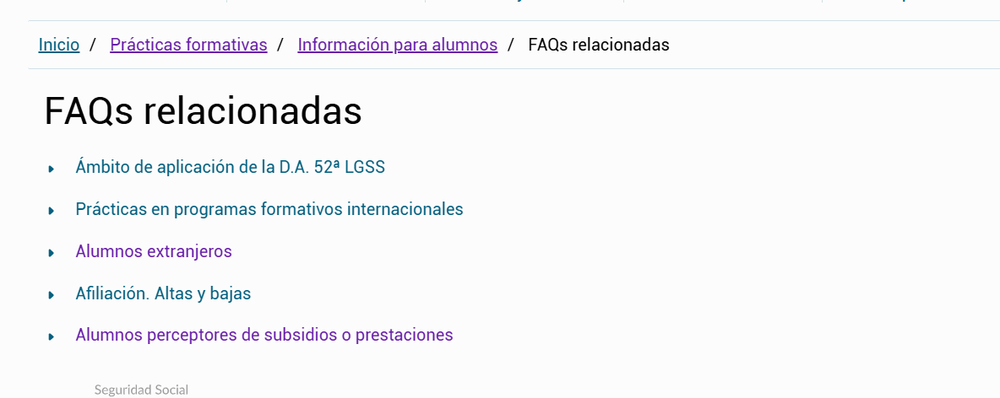 Inicio / Prácticas formativas / Información para alumnos / FAQs relacionadas
FAQs relacionadas
Ámbito de aplicación de la D.A. 52ª LGSS
Prácticas en programas formativos internacionales
Alumnos extranjeros
Afiliación. Altas y bajas
Alumnos perceptores de subsidios o prestaciones
Seguridad Social